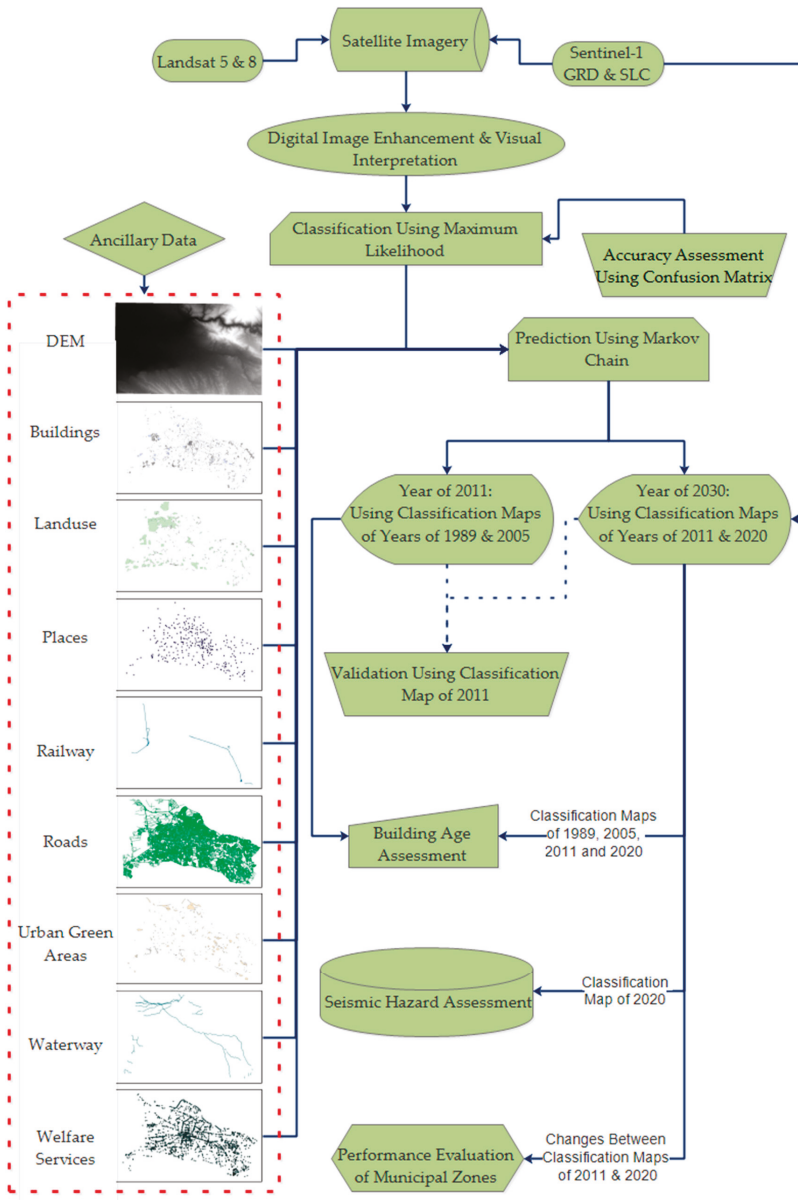 Satellite Imagery
Landsat 5 & 8
Sentinel-1
GRD & SLC
Digital Image Enhancement & Visual
Interpretation
Ancillary Data
Classification Using Maximum
Likelihood
Accuracy Assessment
Using Confusion Matrix
DEM
Buildings
Landuse
Places
Railway
Roads
Urban Green
Areas
Waterway
Welfare
Services
Prediction Using Markov
Chain
Year of 2011:
Using Classification Maps
of Years of 1989 & 2005
Year of 2030:
Using Classification Maps
of Years of 2011 & 2020
Validation Using Classification
Map of 2011
Building Age
Assessment
Classification Maps
of 1989, 2005,
2011 and 2020
Seismic Hazard Assessment
Classification
Map of 2020
Performance Evaluation
of Municipal Zones
Changes Between
Classification Maps
of 2011 & 2020